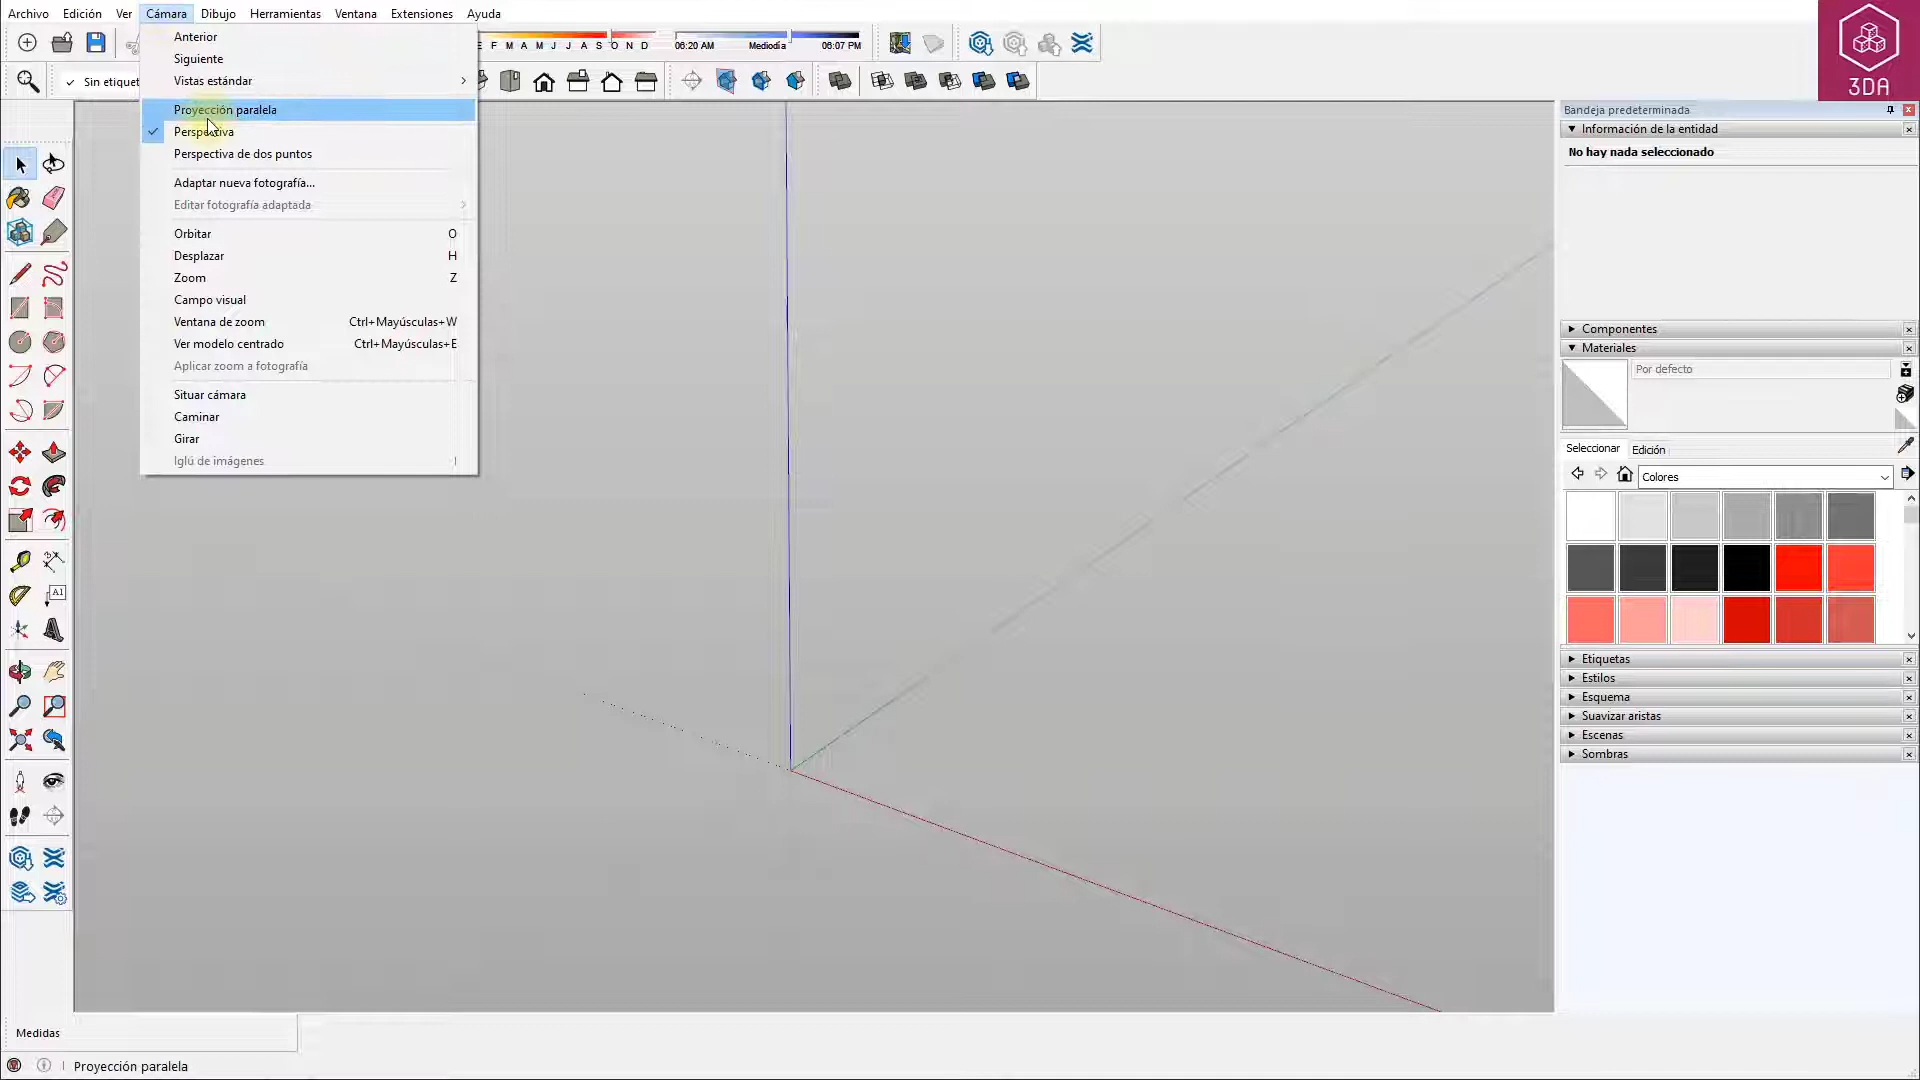 Archivo Edición Ver Cámara Dibujo Herramientas Ventana Extensiones Ayuda
3DA
E F M A M J J A S O N D 06:20 AM Mediodía 06:07 PM
Sin etiquet
Anterior
Siguiente
Vistas estándar
Proyección paralela
Perspectiva
Perspectiva de dos puntos
Adaptar nueva fotografía...
Editar fotografía adaptada
Orbitar O
Desplazar H
Zoom Z
Campo visual
Ventana de zoom Ctrl+Mayúsculas+W
Ver modelo centrado Ctrl+Mayúsculas+E
Aplicar zoom a fotografía
Situar cámara
Caminar
Girar
Iglú de imágenes I
A1
Bandeja predeterminada
Información de la entidad
No hay nada seleccionado
Componentes
Materiales
Por defecto
Seleccionar Edición
Colores
Etiquetas
Estilos
Esquema
Suavizar aristas
Escenas
Sombras
Medidas
Proyección paralela